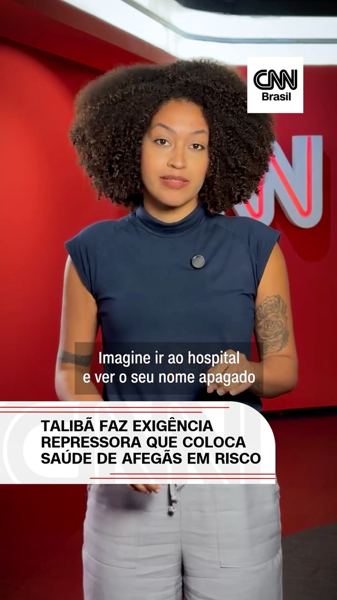 CNN
Brasil
CNN
Imagine ir ao hospital
e ver o seu nome apagado
TALIBÃ FAZ EXIGÊNCIA
REPRESSORA QUE COLOCA
SAÚDE DE AFEGÃS EM RISCO